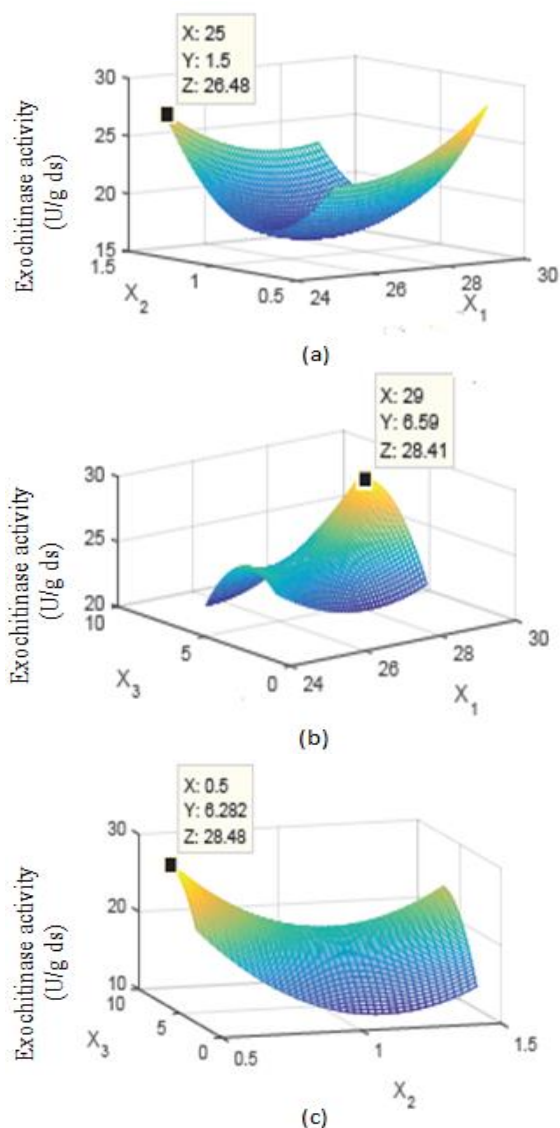 X: 25
Y: 1.5
Z: 26.48
30
25
20
15
Exochitinase activity
(U/g ds)
1.5
1
0.5
X2
24
26
28
30
X1
(a)
X: 29
Y: 6.59
Z: 28.41
30
25
20
Exochitinase activity
(U/g ds)
10
5
0
X3
24
26
28
30
X1
(b)
X: 0.5
Y: 6.282
Z: 28.48
30
20
10
Exochitinase activity
(U/g ds)
10
5
0
X3
0.5
1
1.5
X2
(c)